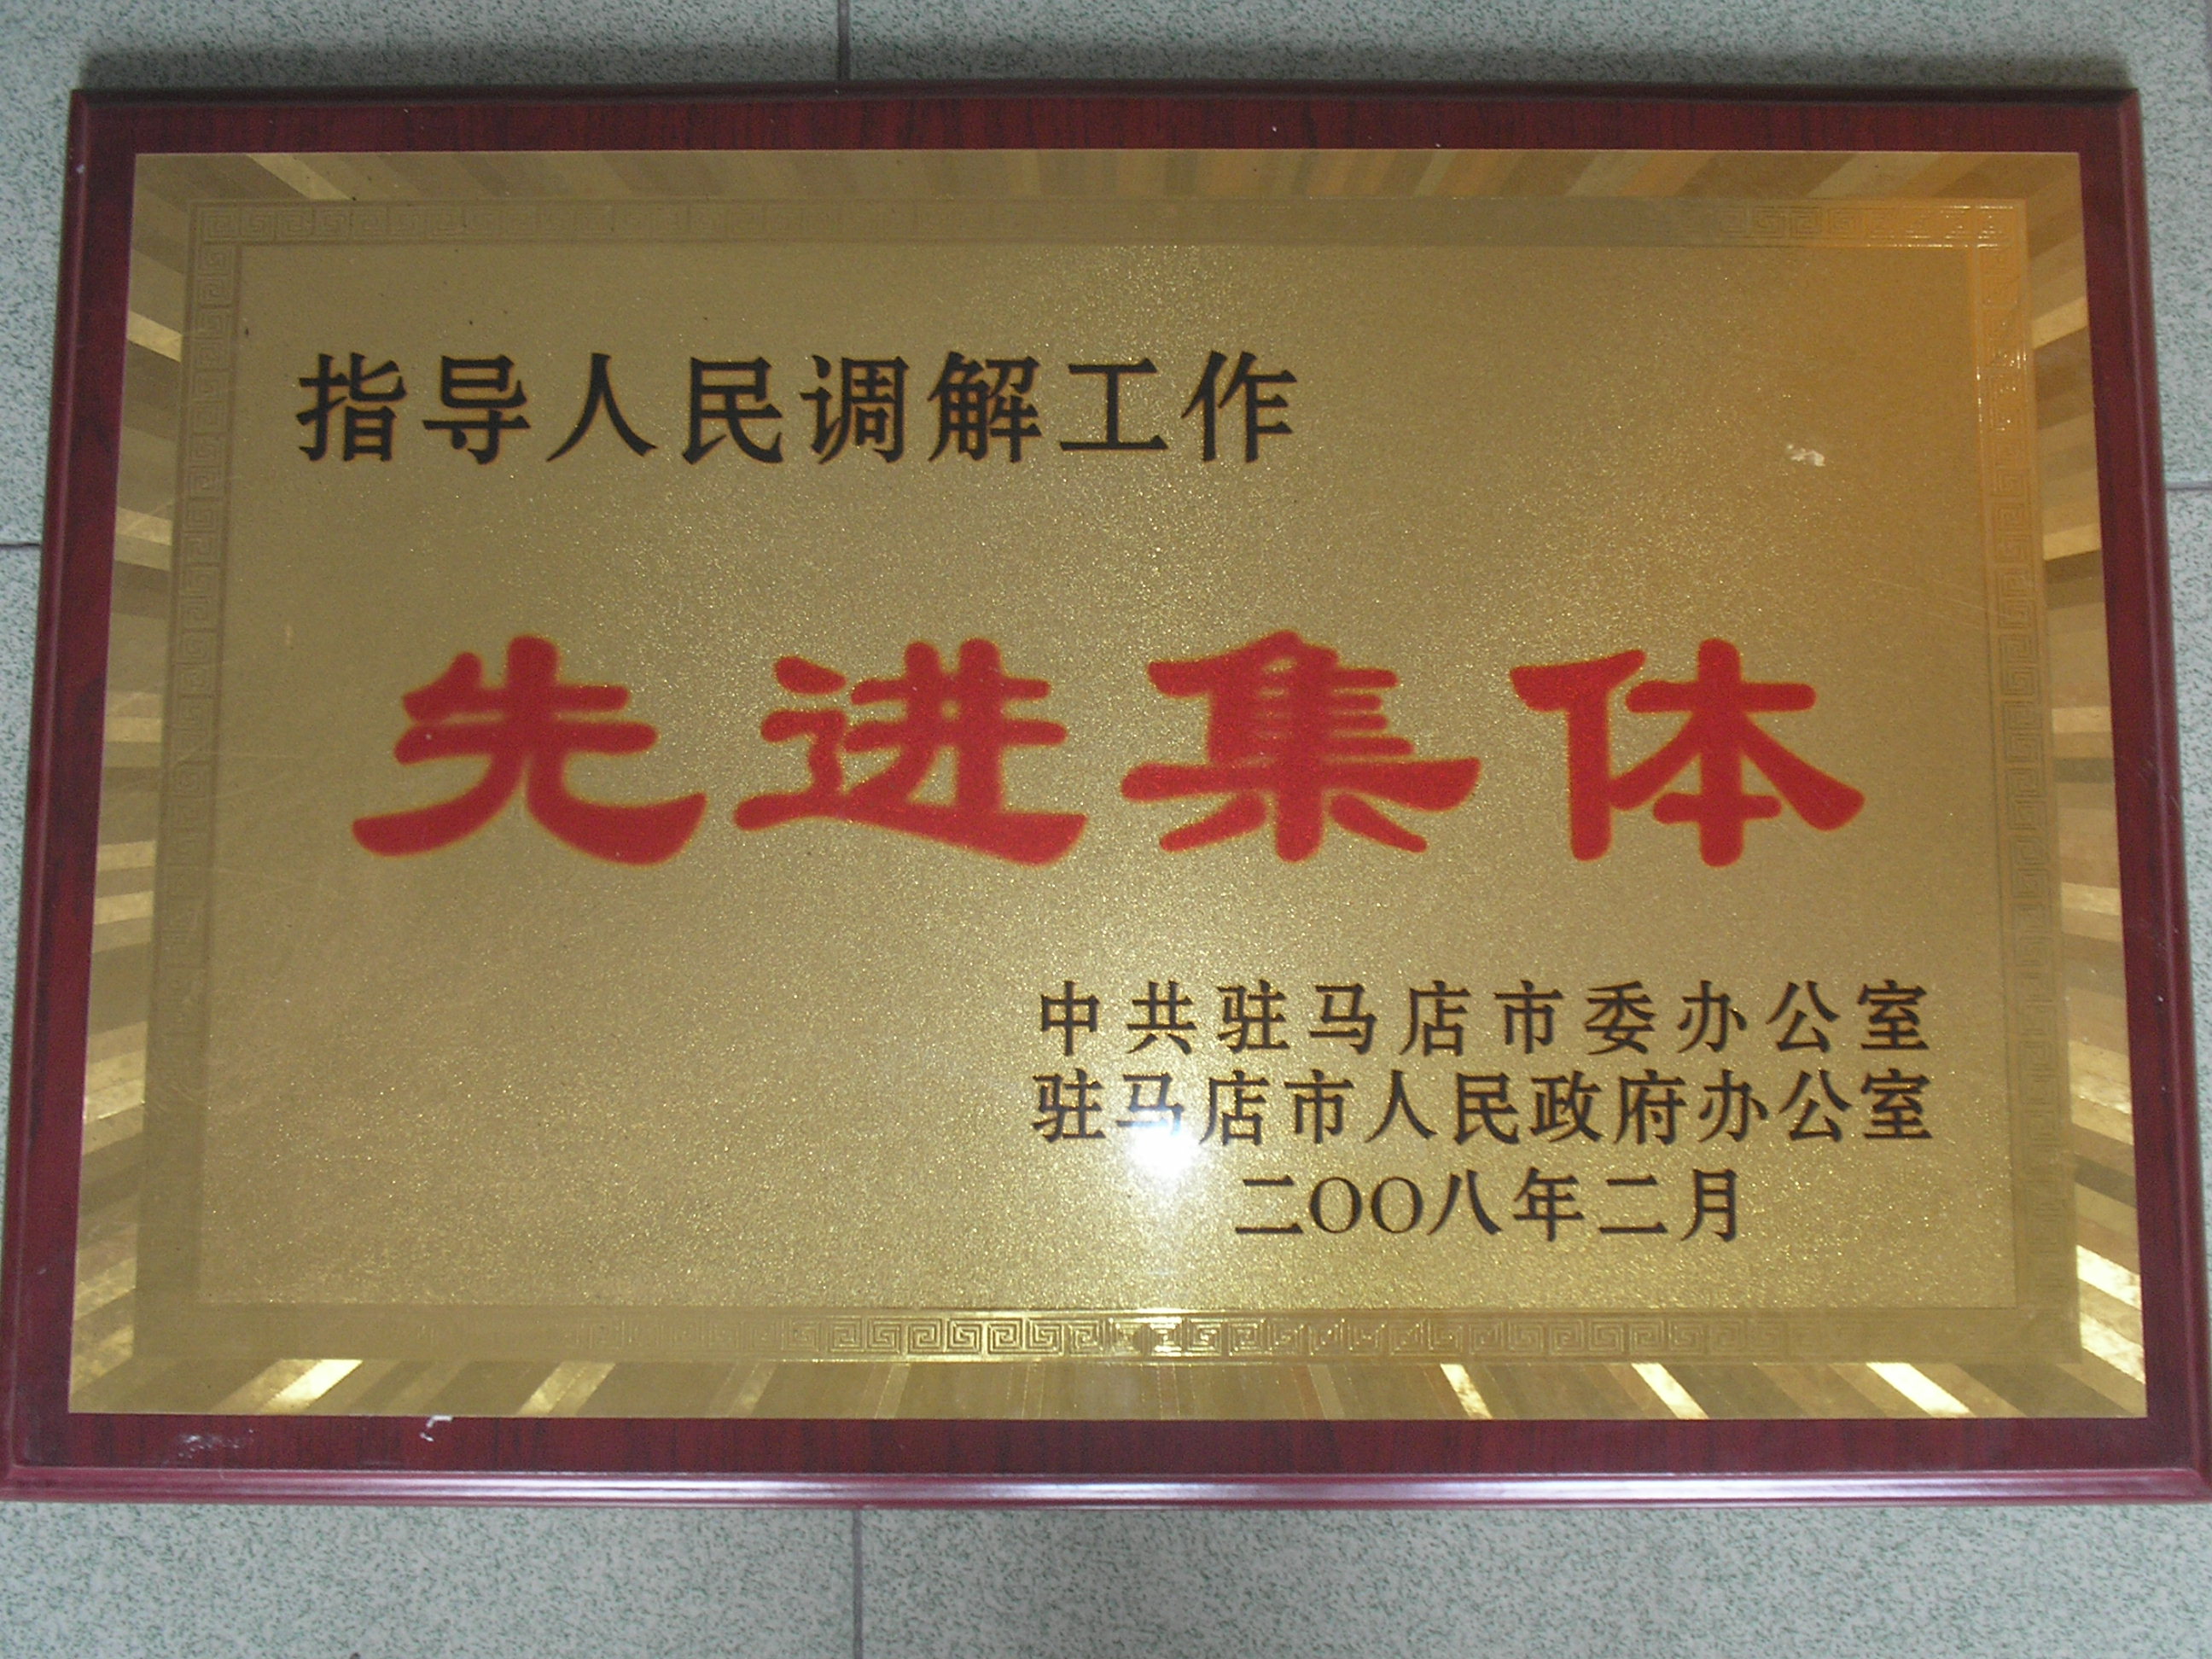 指导人民调解工作
先进集体
中共驻马店市委办公室
驻马店市人民政府办公室
二〇〇八年二月